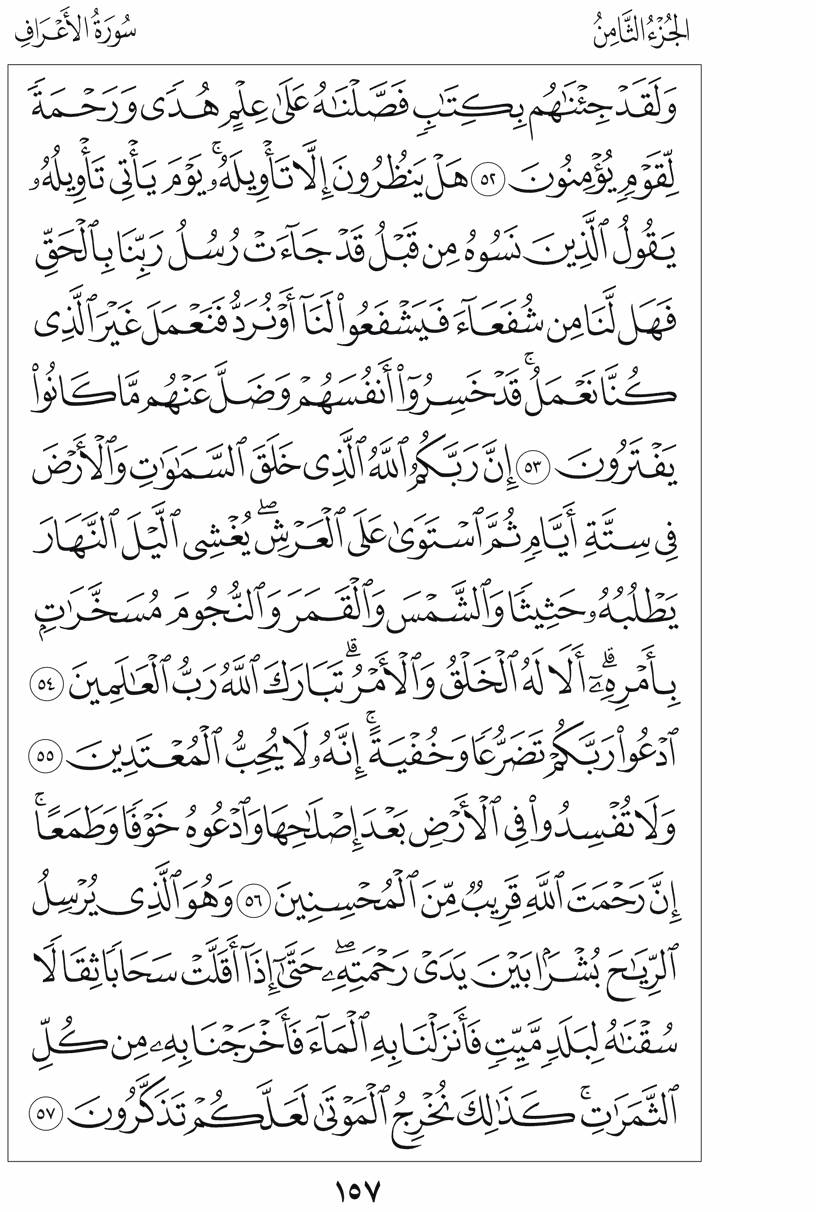 الجُزْءُ الثَّامِنُ
سُورَةُ الأَعْرَافِ
وَلَقَدْ جِئْنَٰهُم بِكِتَٰبٍ فَصَّلْنَٰهُ عَلَىٰ عِلْمٍ هُدًى وَرَحْمَةً
لِّقَوْمٍ يُؤْمِنُونَ ٥٢ هَلْ يَنظُرُونَ إِلَّا تَأْوِيلَهُۥۚ يَوْمَ يَأْتِى تَأْوِيلُهُۥ
يَقُولُ ٱلَّذِينَ نَسُوهُ مِن قَبْلُ قَدْ جَآءَتْ رُسُلُ رَبِّنَا بِٱلْحَقِّ
فَهَل لَّنَا مِن شُفَعَآءَ فَيَشْفَعُوا۟ لَنَآ أَوْ نُرَدُّ فَنَعْمَلَ غَيْرَ ٱلَّذِى
كُنَّا نَعْمَلُۚ قَدْ خَسِرُوٓا۟ أَنفُسَهُمْ وَضَلَّ عَنْهُم مَّا كَانُوا۟
يَفْتَرُونَ ٥٣ إِنَّ رَبَّكُمُ ٱللَّهُ ٱلَّذِى خَلَقَ ٱلسَّمَٰوَٰتِ وَٱلْأَرْضَ
فِى سِتَّةِ أَيَّامٍ ثُمَّ ٱسْتَوَىٰ عَلَى ٱلْعَرْشِۖ يُغْشِى ٱلَّيْلَ ٱلنَّهَارَ
يَطْلُبُهُۥ حَثِيثًا وَٱلشَّمْسَ وَٱلْقَمَرَ وَٱلنُّجُومَ مُسَخَّرَٰتٍۭ
بِأَمْرِهِۦٓۗ أَلَا لَهُ ٱلْخَلْقُ وَٱلْأَمْرُۗ تَبَارَكَ ٱللَّهُ رَبُّ ٱلْعَٰلَمِينَ ٥٤
ٱدْعُوا۟ رَبَّكُمْ تَضَرُّعًا وَخُفْيَةًۚ إِنَّهُۥ لَا يُحِبُّ ٱلْمُعْتَدِينَ ٥٥
وَلَا تُفْسِدُوا۟ فِى ٱلْأَرْضِ بَعْدَ إِصْلَٰحِهَا وَٱدْعُوهُ خَوْفًا وَطَمَعًاۚ
إِنَّ رَحْمَتَ ٱللَّهِ قَرِيبٌ مِّنَ ٱلْمُحْسِنِينَ ٥٦ وَهُوَ ٱلَّذِى يُرْسِلُ
ٱلرِّيَٰحَ بُشْرًۢا بَيْنَ يَدَىْ رَحْمَتِهِۦۖ حَتَّىٰٓ إِذَآ أَقَلَّتْ سَحَابًا ثِقَالًا
سُقْنَٰهُ لِبَلَدٍ مَّيِّتٍ فَأَنزَلْنَا بِهِ ٱلْمَآءَ فَأَخْرَجْنَا بِهِۦ مِن كُلِّ
ٱلثَّمَرَٰتِۚ كَذَٰلِكَ نُخْرِجُ ٱلْمَوْتَىٰ لَعَلَّكُمْ تَذَكَّرُونَ ٥٧
١٥٧